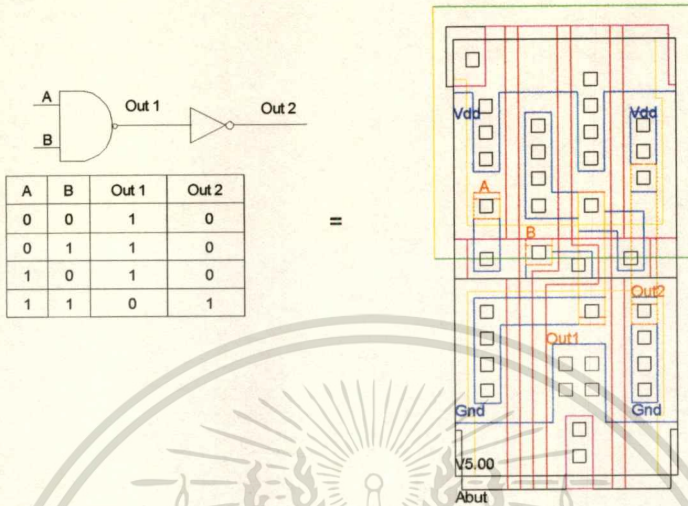 A
Out 1
Out 2
B
A B Out 1 Out 2
0 0 1 0
0 1 1 0
1 0 1 0
1 1 0 1
=
Vdd Vdd
A
B
Out2
Out1
Gnd Gnd
V5.00
Abut